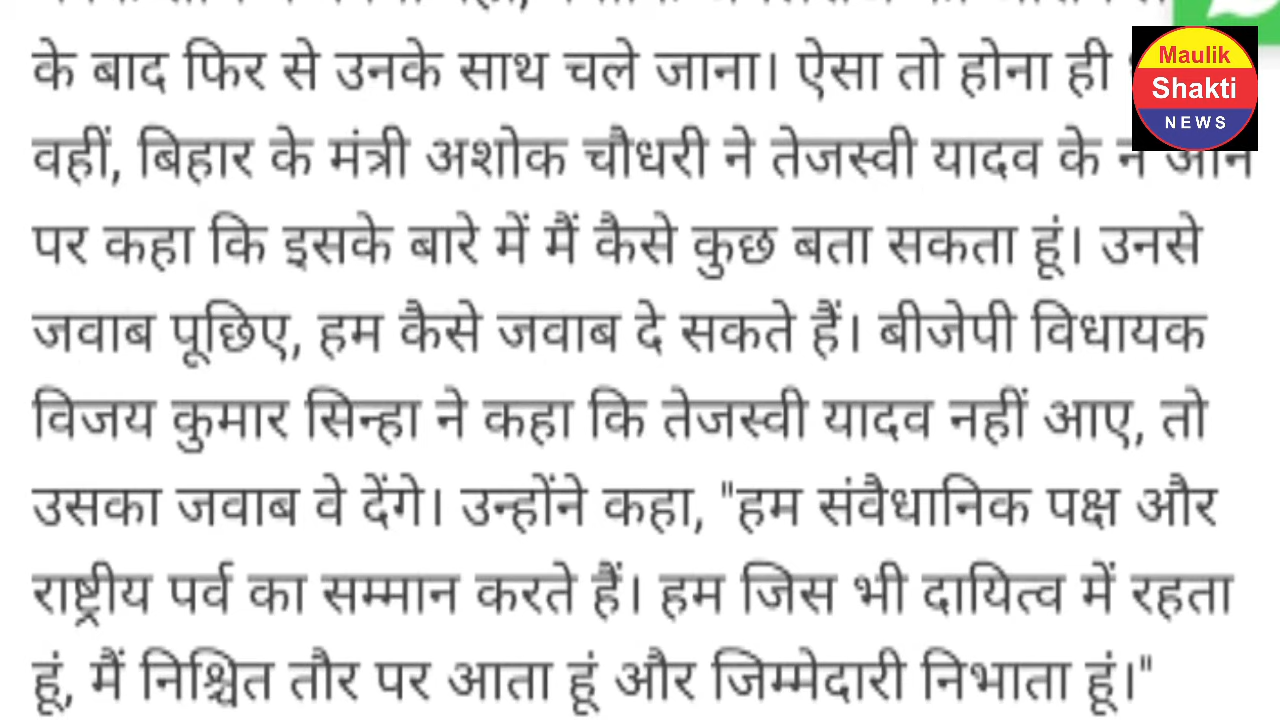 के बाद फिर से उनके साथ चले जाना। ऐसा तो होना ही
वहीं, बिहार के मंत्री अशोक चौधरी ने तेजस्वी यादव के न आने
पर कहा कि इसके बारे में मैं कैसे कुछ बता सकता हूं। उनसे
जवाब पूछिए, हम कैसे जवाब दे सकते हैं। बीजेपी विधायक
विजय कुमार सिन्हा ने कहा कि तेजस्वी यादव नहीं आए, तो
उसका जवाब वे देंगे। उन्होंने कहा, "हम संवैधानिक पक्ष और
राष्ट्रीय पर्व का सम्मान करते हैं। हम जिस भी दायित्व में रहता
हूं, मैं निश्चित तौर पर आता हूं और जिम्मेदारी निभाता हूं।"
Maulik
Shakti
NEWS